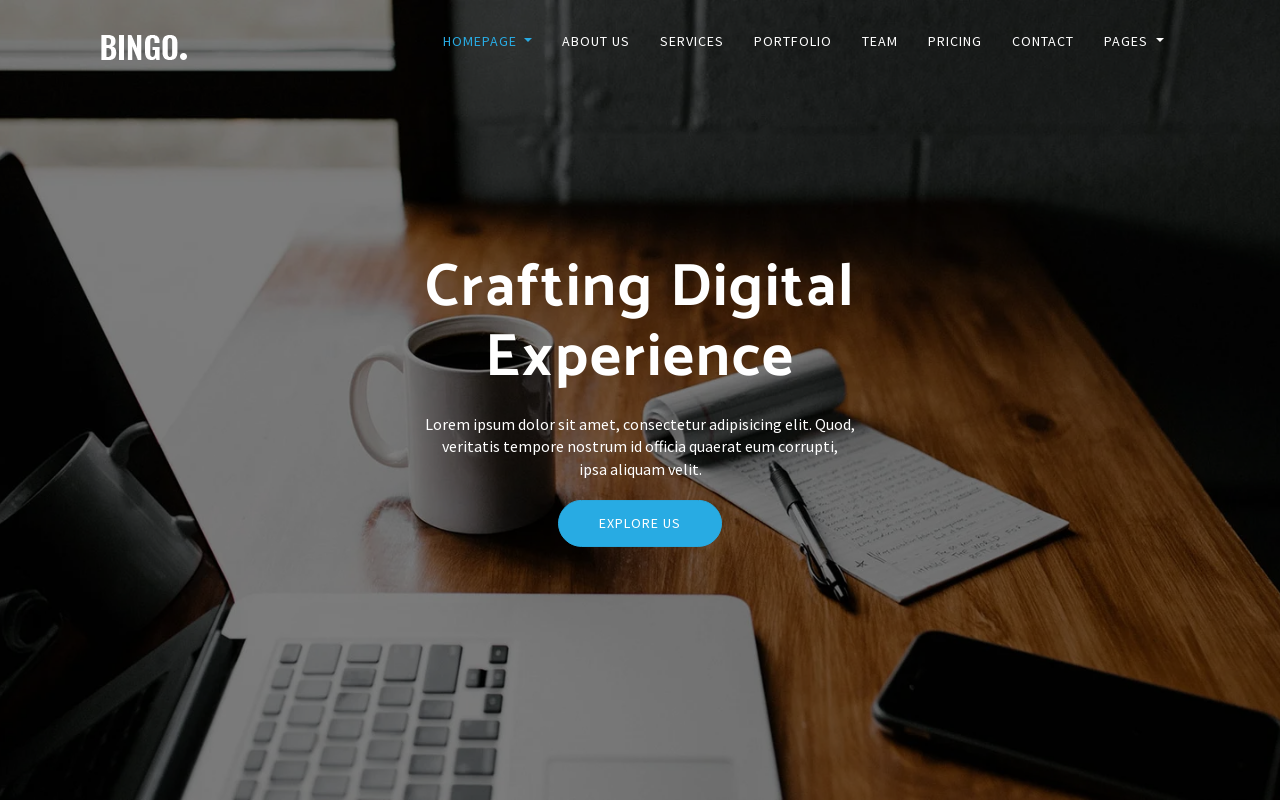 BINGO.
HOMEPAGE
ABOUT US
SERVICES
PORTFOLIO
TEAM
PRICING
CONTACT
PAGES
Crafting Digital
Experience
Lorem ipsum dolor sit amet, consectetur adipisicing elit. Quod,
veritatis tempore nostrum id officia quaerat eum corrupti,
ipsa aliquam velit.
EXPLORE US